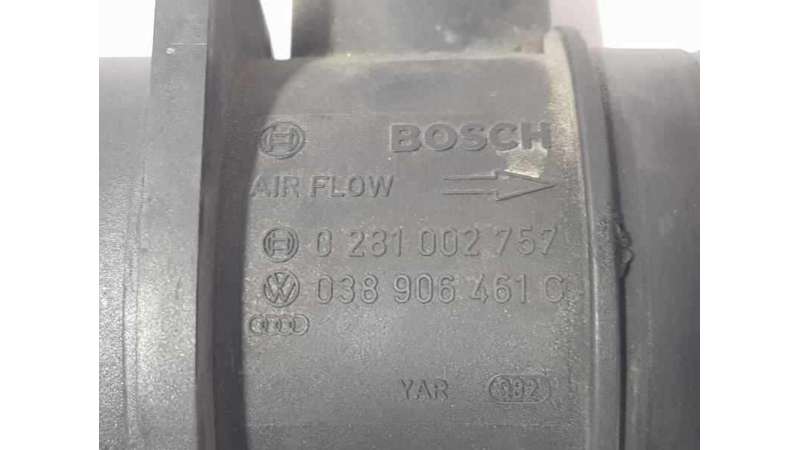 BOSCH
AIR FLOW
0 281 002 757
038 906 461 C
YAR